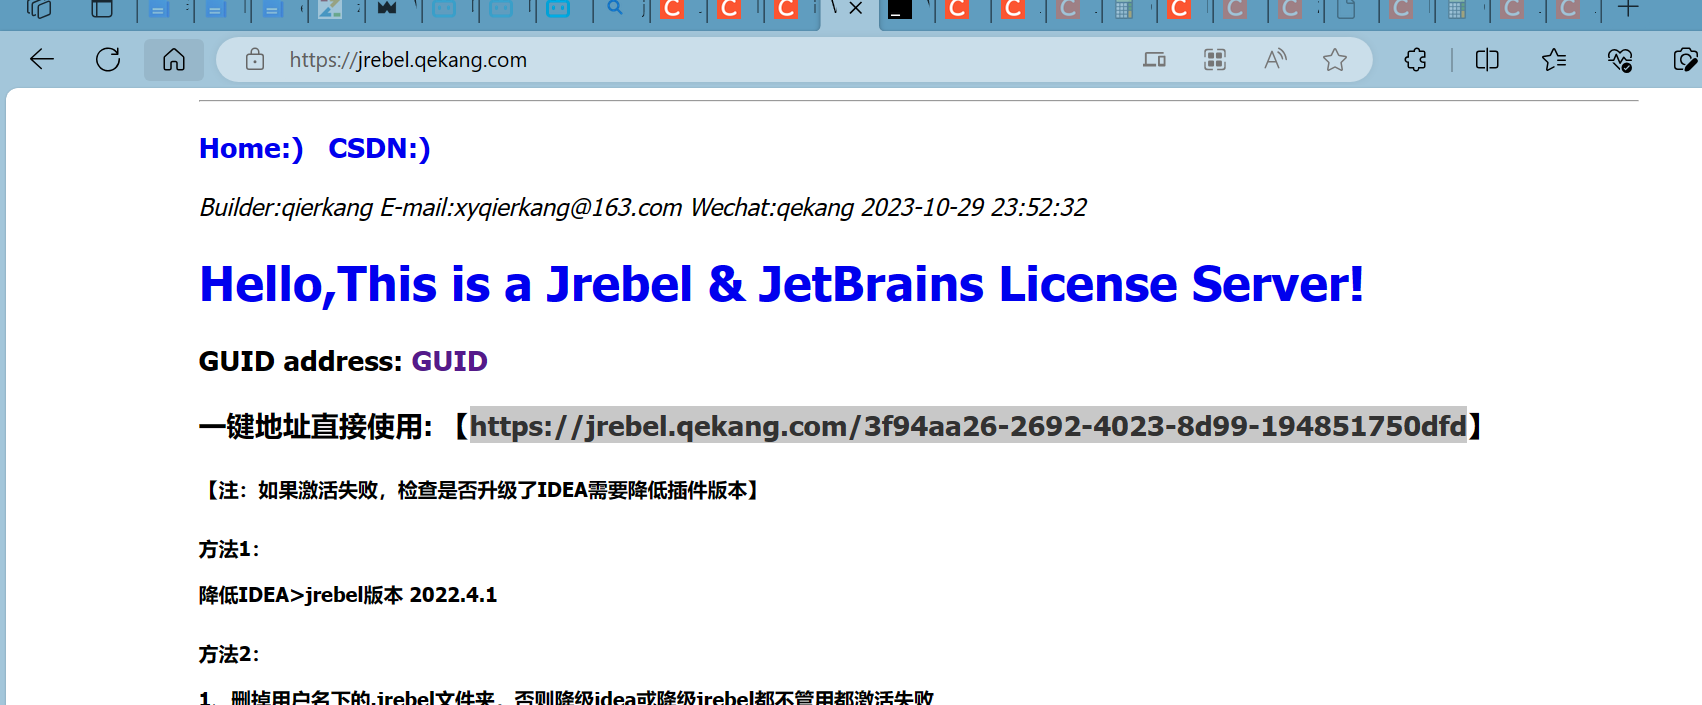 https://jrebel.qekang.com
Home:) CSDN:)
Builder:qierkang E-mail:xyqierkang@163.com Wechat:qekang 2023-10-29 23:52:32
Hello,This is a Jrebel & JetBrains License Server!
GUID address: GUID
一键地址直接使用: 【https://jrebel.qekang.com/3f94aa26-2692-4023-8d99-194851750dfd】
【注：如果激活失败，检查是否升级了IDEA需要降低插件版本】
方法1：
降低IDEA>jrebel版本 2022.4.1
方法2：
1、删掉用户名下的.jrebel文件夹，否则降级idea或降级jrebel都不管用都激活失败